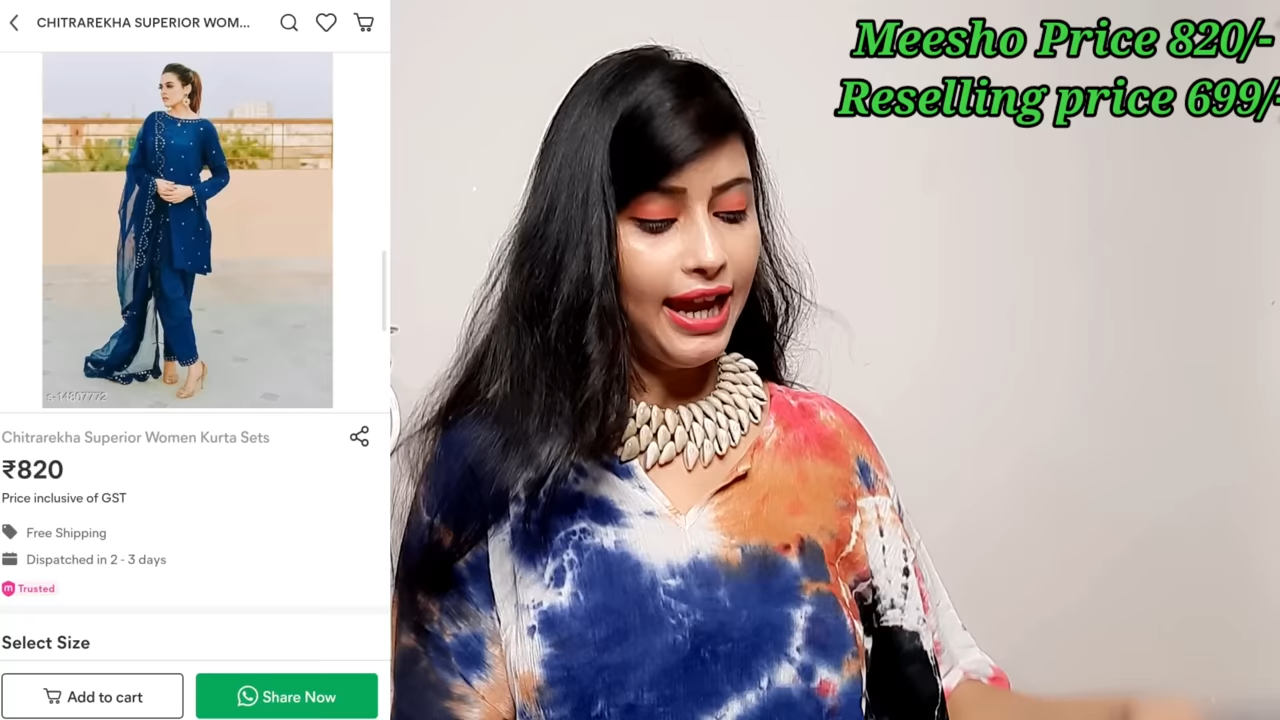 CHITRAREKHA SUPERIOR WOM...
Meesho Price 820/-
Reselling price 699/-
s-14807772
Chitrarekha Superior Women Kurta Sets
₹820
Price inclusive of GST
Free Shipping
Dispatched in 2 - 3 days
m Trusted
Select Size
Add to cart
Share Now